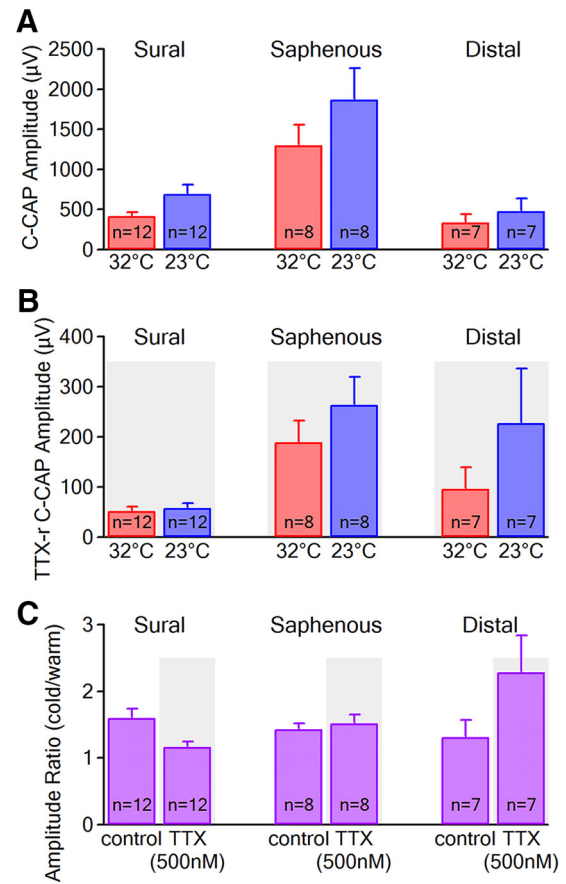 A
Sural Saphenous Distal
C-CAP Amplitude (µV)
2500
2000
1500
1000
500
0
n=12 n=12 n=8 n=8 n=7 n=7
32°C 23°C 32°C 23°C 32°C 23°C
B
Sural Saphenous Distal
TTX-r C-CAP Amplitude (µV)
400
300
200
100
0
n=12 n=12 n=8 n=8 n=7 n=7
32°C 23°C 32°C 23°C 32°C 23°C
C
Sural Saphenous Distal
Amplitude Ratio (cold/warm)
3
2
1
0
n=12 n=12 n=8 n=8 n=7 n=7
control TTX control TTX control TTX
(500nM) (500nM) (500nM)